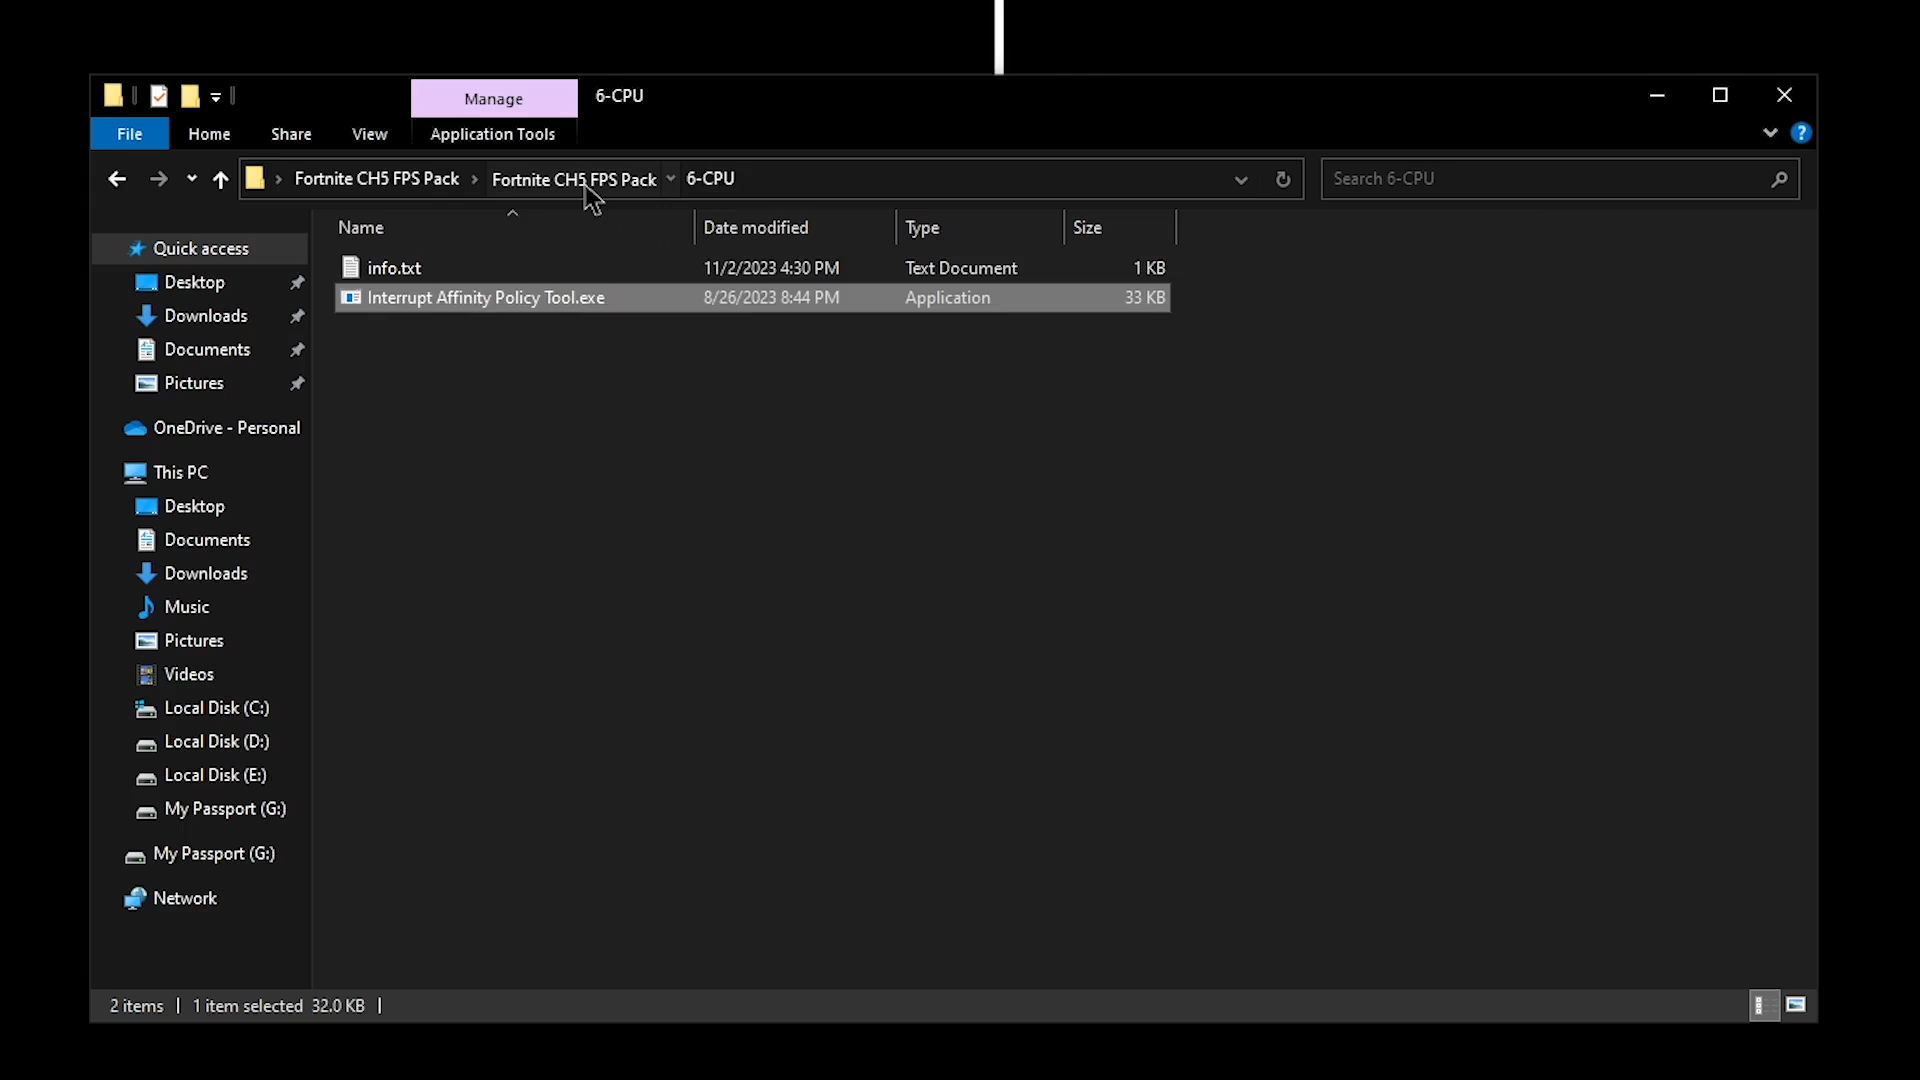 Manage
6-CPU
File
Home
Share
View
Application Tools
Fortnite CH5 FPS Pack
Fortnite CH5 FPS Pack
6-CPU
Search 6-CPU
Name
Date modified
Type
Size
info.txt
11/2/2023 4:30 PM
Text Document
1 KB
Interrupt Affinity Policy Tool.exe
8/26/2023 8:44 PM
Application
33 KB
Quick access
Desktop
Downloads
Documents
Pictures
OneDrive - Personal
This PC
Desktop
Documents
Downloads
Music
Pictures
Videos
Local Disk (C:)
Local Disk (D:)
Local Disk (E:)
My Passport (G:)
My Passport (G:)
Network
2 items
1 item selected 32.0 KB